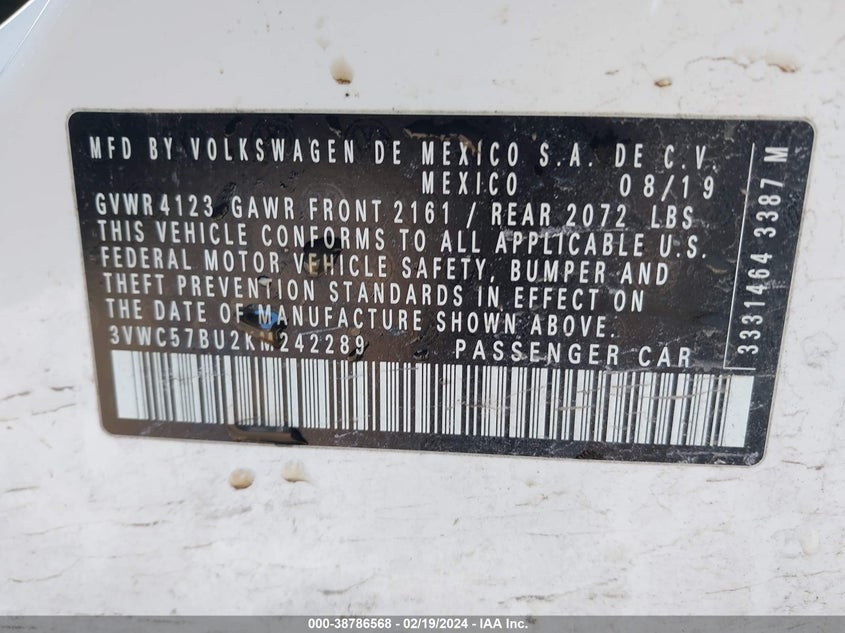 MFD BY VOLKSWAGEN DE MEXICO S.A. DE C.V.
MEXICO 08/19
GVWR 4123 GAWR FRONT 2161 / REAR 2072 LBS
THIS VEHICLE CONFORMS TO ALL APPLICABLE U.S.
FEDERAL MOTOR VEHICLE SAFETY, BUMPER AND
THEFT PREVENTION STANDARDS IN EFFECT ON
THE DATE OF MANUFACTURE SHOWN ABOVE.
3VWC57BU2KM242289 PASSENGER CAR
3331464 3387 M
000-38786568 - 02/19/2024 - IAA Inc.